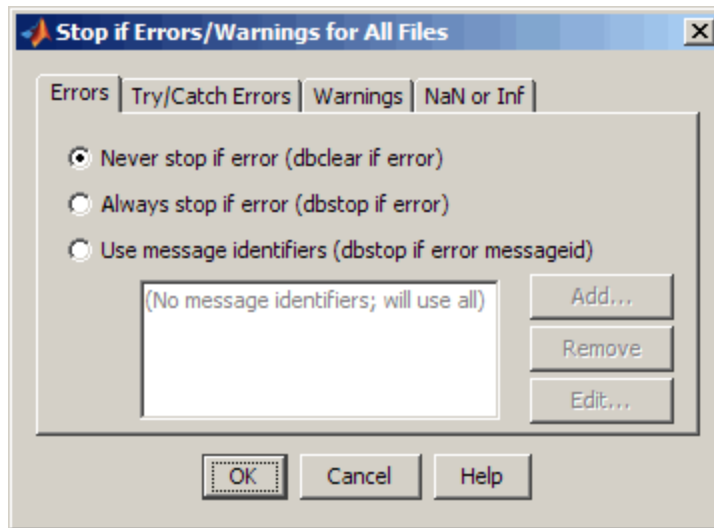 Stop if Errors/Warnings for All Files
Errors Try/Catch Errors Warnings NaN or Inf
Never stop if error (dbclear if error)
Always stop if error (dbstop if error)
Use message identifiers (dbstop if error messageid)
(No message identifiers; will use all) Add...
Remove
Edit...
OK Cancel Help